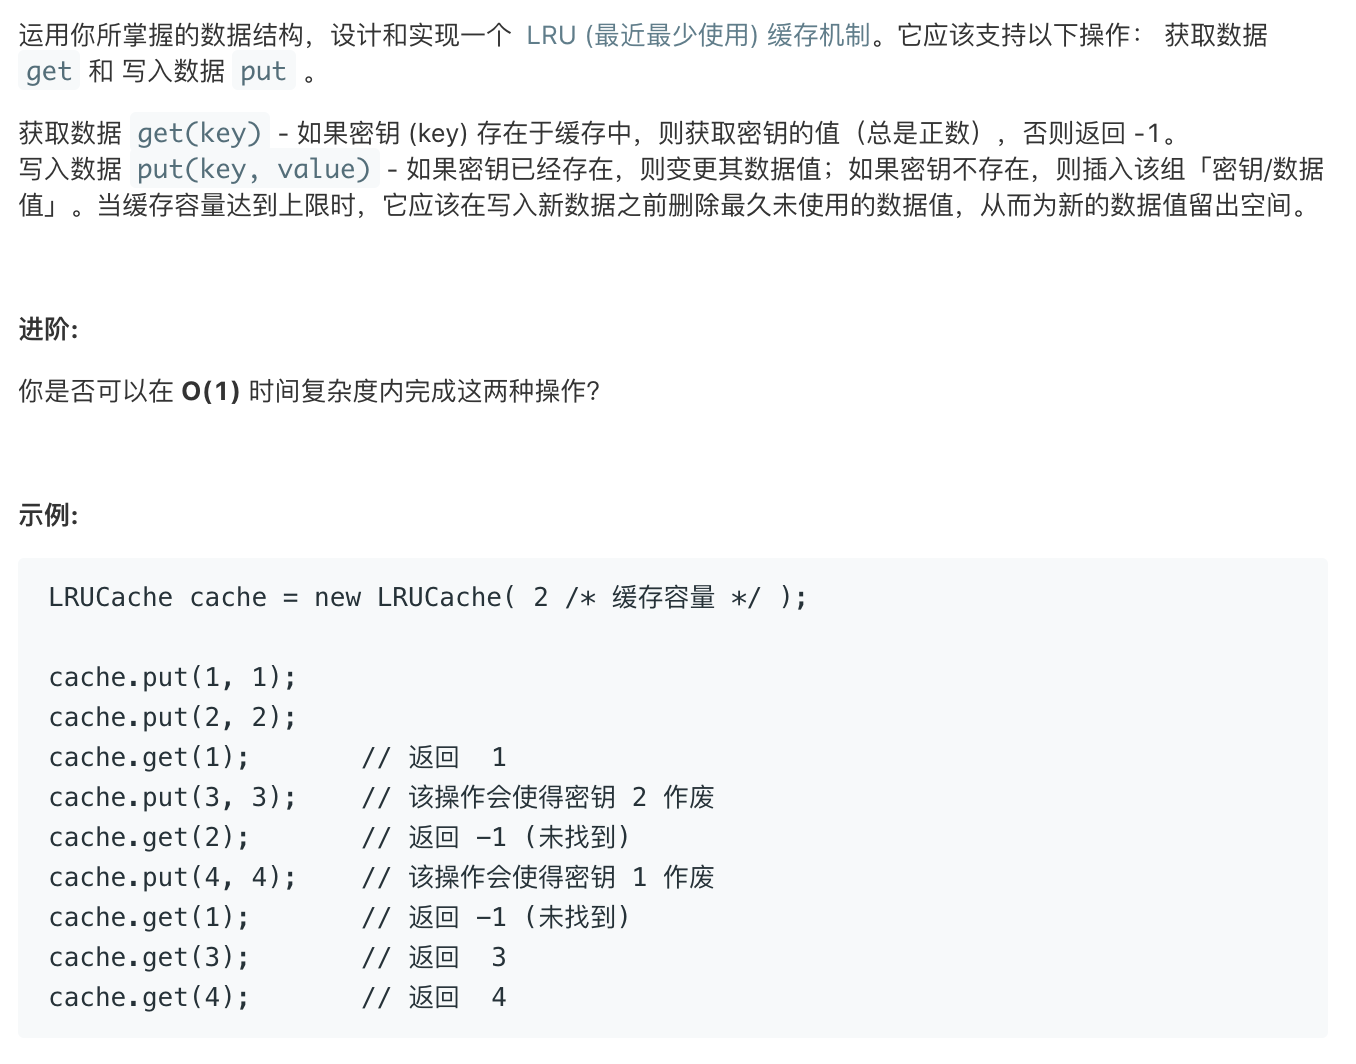 运用你所掌握的数据结构，设计和实现一个 LRU (最近最少使用) 缓存机制。它应该支持以下操作： 获取数据
get 和 写入数据 put 。
获取数据 get(key) - 如果密钥 (key) 存在于缓存中，则获取密钥的值（总是正数），否则返回 -1。
写入数据 put(key, value) - 如果密钥已经存在，则变更其数据值；如果密钥不存在，则插入该组「密钥/数据
值」。当缓存容量达到上限时，它应该在写入新数据之前删除最久未使用的数据值，从而为新的数据值留出空间。
进阶:
你是否可以在 O(1) 时间复杂度内完成这两种操作？
示例:
LRUCache cache = new LRUCache( 2 /* 缓存容量 */ );
cache.put(1, 1);
cache.put(2, 2);
cache.get(1);       // 返回  1
cache.put(3, 3);    // 该操作会使得密钥 2 作废
cache.get(2);       // 返回 -1 (未找到)
cache.put(4, 4);    // 该操作会使得密钥 1 作废
cache.get(1);       // 返回 -1 (未找到)
cache.get(3);       // 返回  3
cache.get(4);       // 返回  4